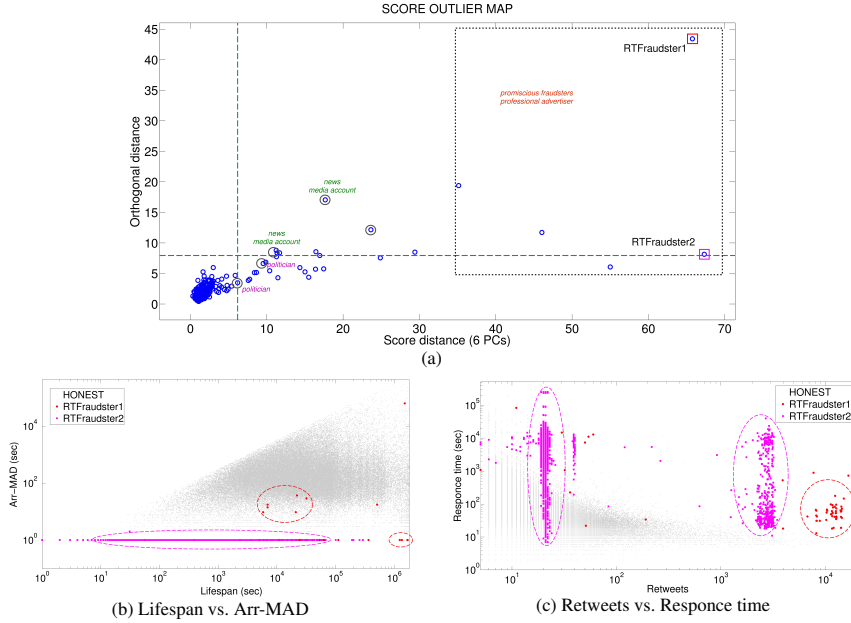 SCORE OUTLIER MAP
45
40
35
30
25
20
15
10
5
0
Orthogonal distance
RTFraudster1
promiscious fraudsters
professional advertiser
news
media account
news
media account
RTFraudster2
politician
politician
0 10 20 30 40 50 60 70
Score distance (6 PCs)
(a)
HONEST
RTFraudster1
RTFraudster2
10^4
10^2
10^0
Arr-MAD (sec)
10^0 10^1 10^2 10^3 10^4 10^5 10^6
Lifespan (sec)
(b) Lifespan vs. Arr-MAD
HONEST
RTFraudster1
RTFraudster2
10^5
10^4
10^3
10^2
10^1
10^0
Responce time (sec)
10^1 10^2 10^3 10^4
Retweets
(c) Retweets vs. Responce time